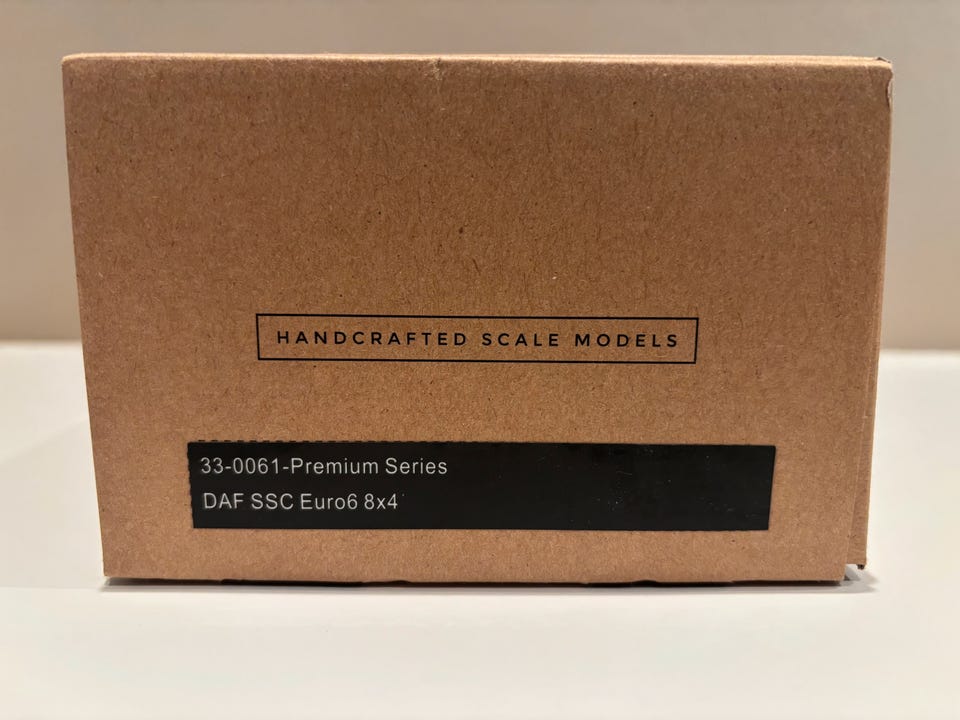 HANDCRAFTED SCALE MODELS
33-0061-Premium Series
DAF SSC Euro6 8x4